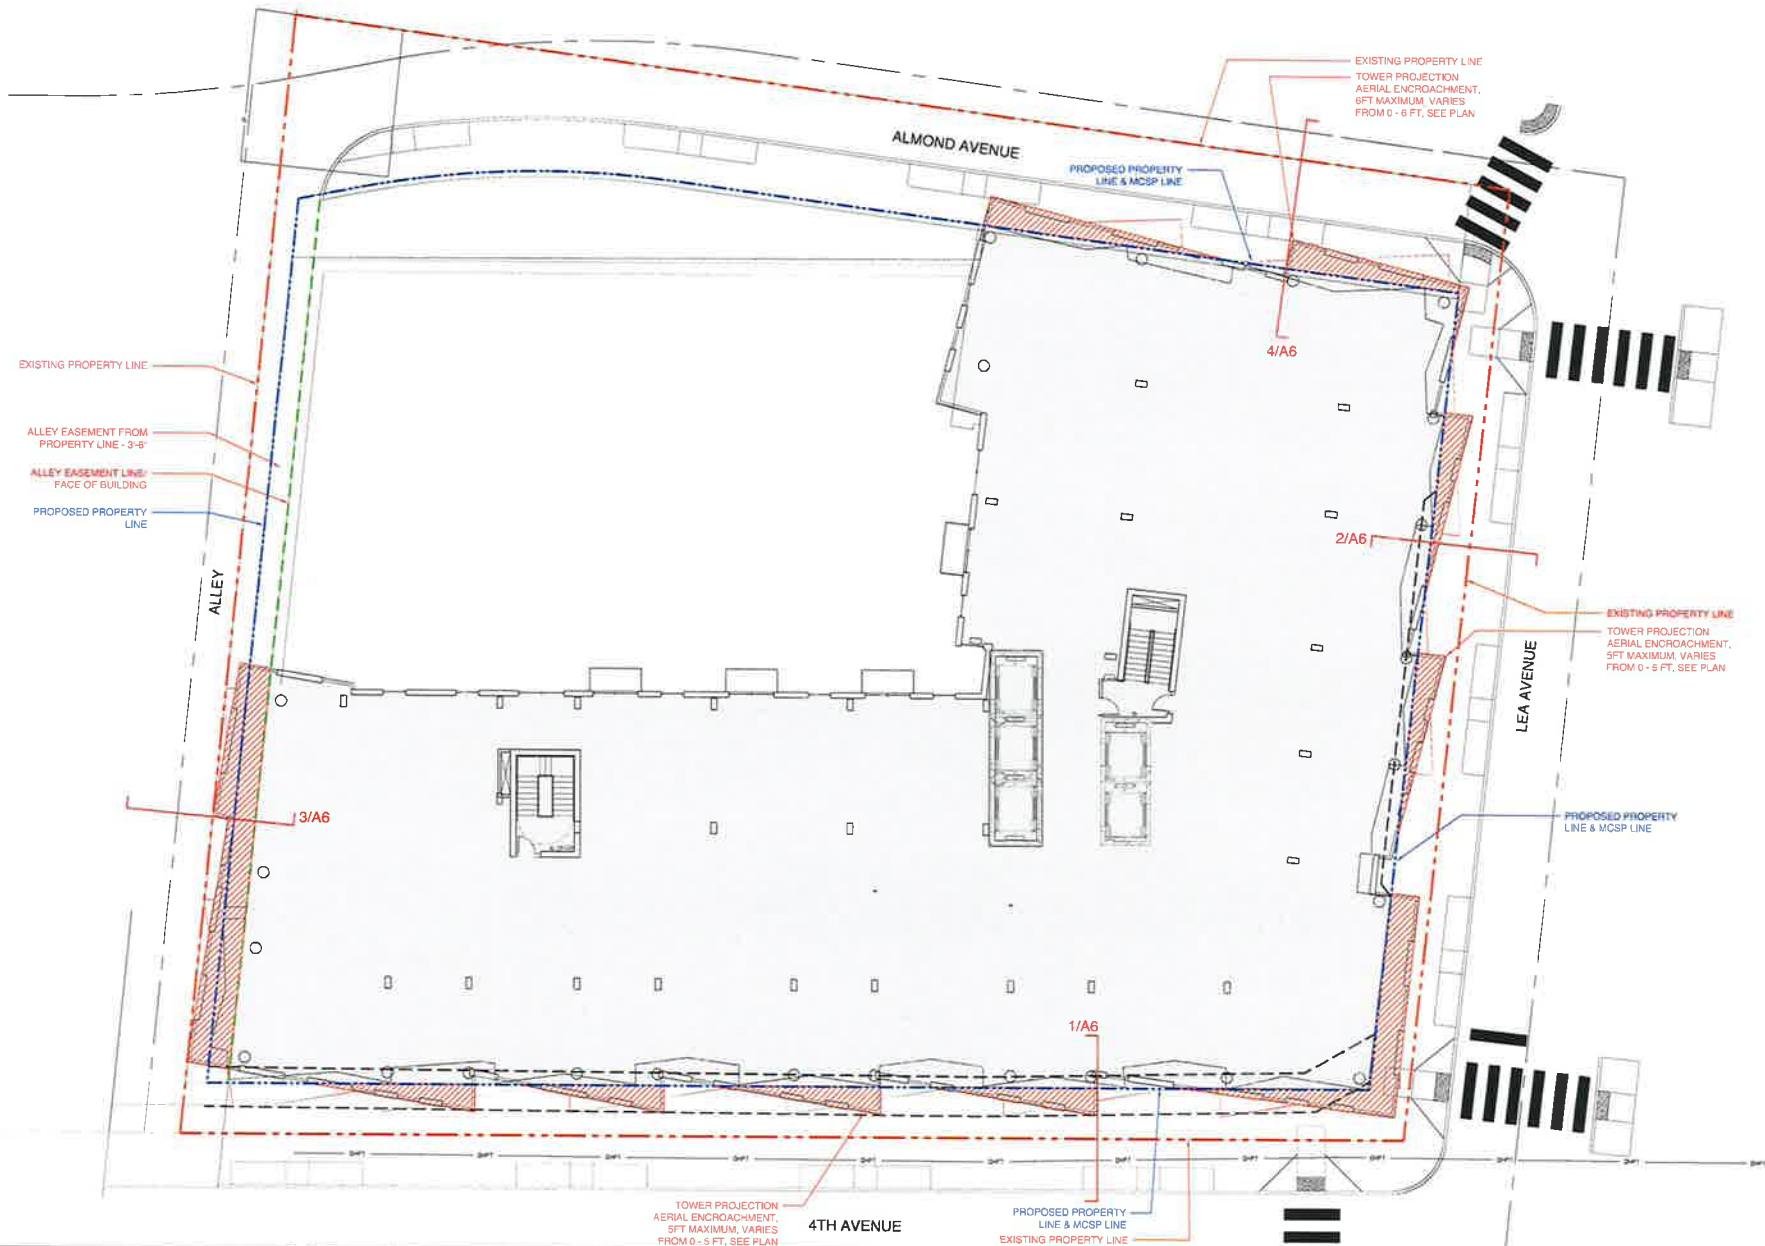 EXISTING PROPERTY LINE
TOWER PROJECTION
AERIAL ENCROACHMENT,
6FT MAXIMUM, VARIES
FROM 0 - 6 FT, SEE PLAN
ALMOND AVENUE
PROPOSED PROPERTY
LINE & MCSP LINE
4/A6
EXISTING PROPERTY LINE
ALLEY EASEMENT FROM
PROPERTY LINE - 3'-6"
ALLEY EASEMENT LINE/
FACE OF BUILDING
PROPOSED PROPERTY
LINE
ALLEY
2/A6
EXISTING PROPERTY LINE
TOWER PROJECTION
AERIAL ENCROACHMENT,
5FT MAXIMUM, VARIES
FROM 0 - 5 FT, SEE PLAN
LEA AVENUE
3/A6
PROPOSED PROPERTY
LINE & MCSP LINE
1/A6
TOWER PROJECTION
AERIAL ENCROACHMENT,
5FT MAXIMUM, VARIES
FROM 0 - 5 FT, SEE PLAN
4TH AVENUE
PROPOSED PROPERTY
LINE & MCSP LINE
EXISTING PROPERTY LINE